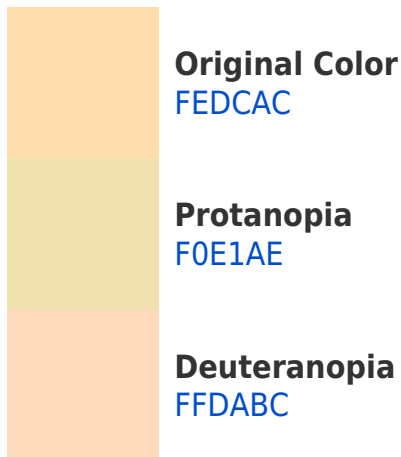 Original Color
FEDCAC
Protanopia
F0E1AE
Deuteranopia
FFDABC